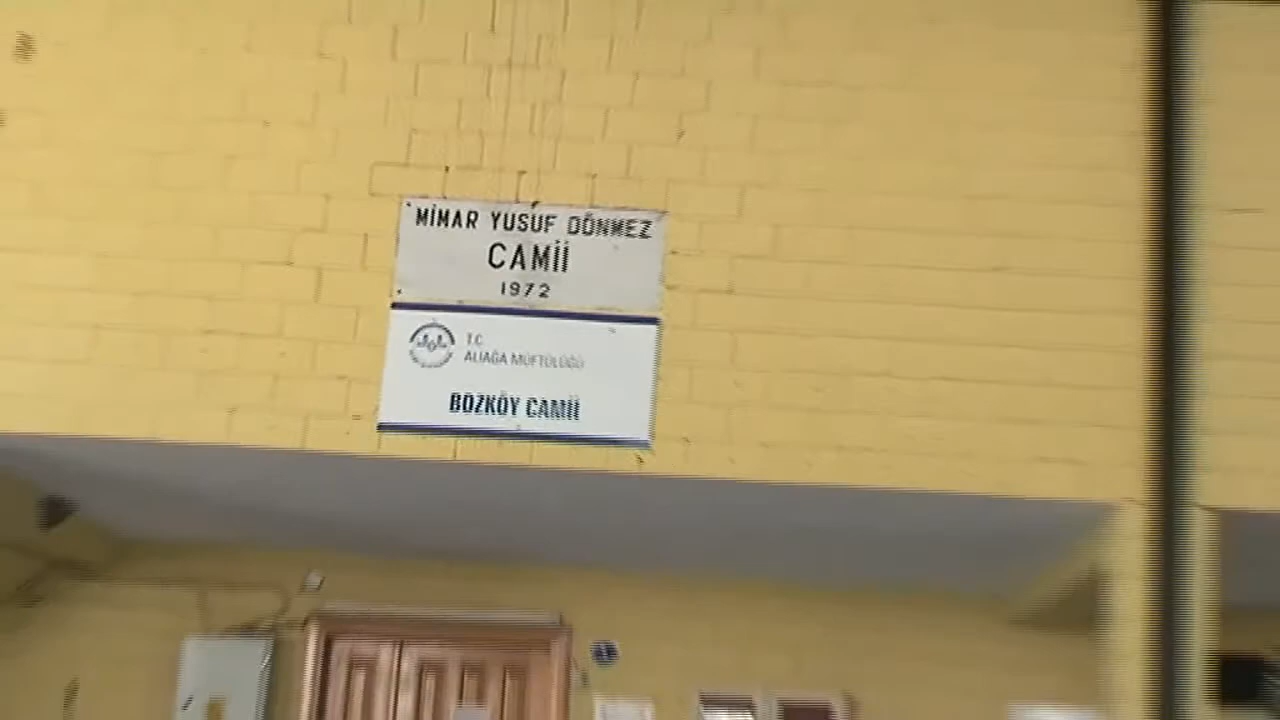 MİMAR YUSUF DÖNMEZ
CAMİİ
1972
T.C
ALİAĞA MÜFTÜLÜĞÜ
BOZKÖY CAMİİ